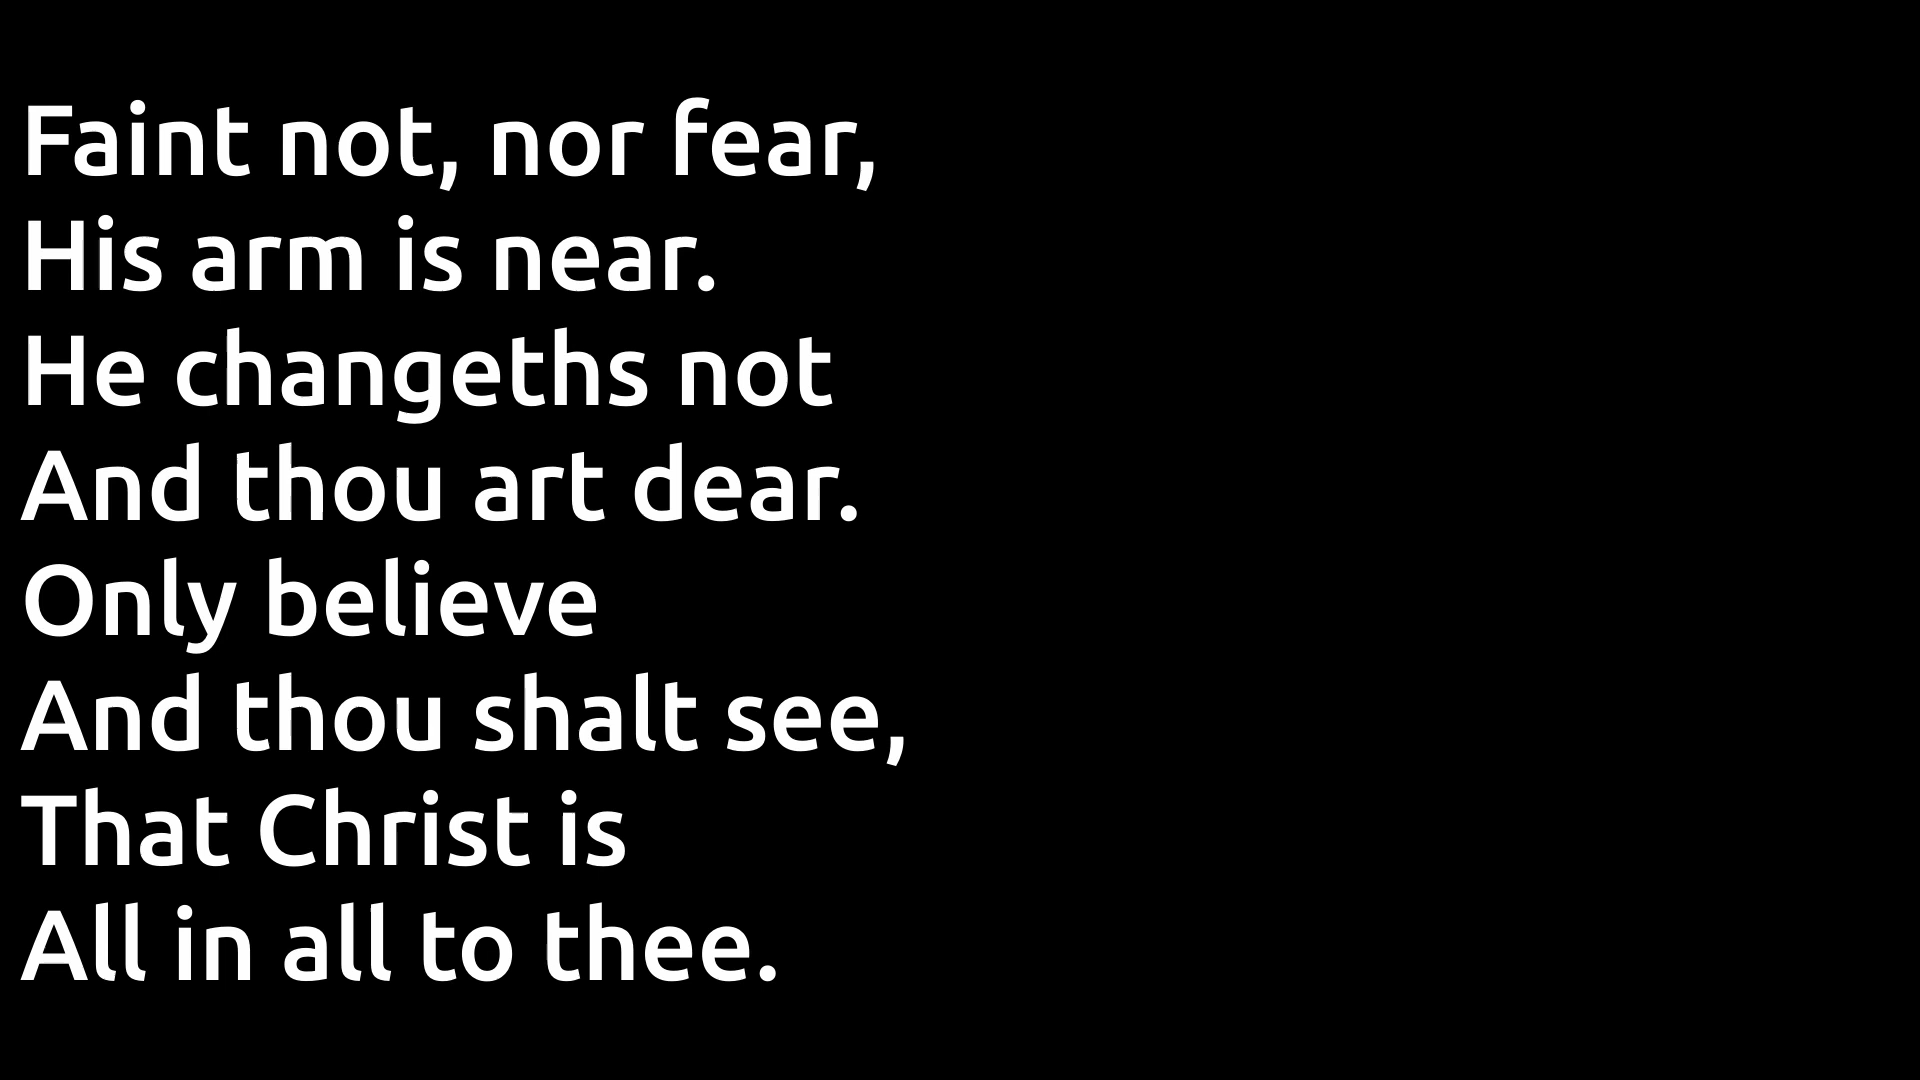 Faint not, nor fear,
His arm is near.
He changeths not
And thou art dear.
Only believe
And thou shalt see,
That Christ is
All in all to thee.